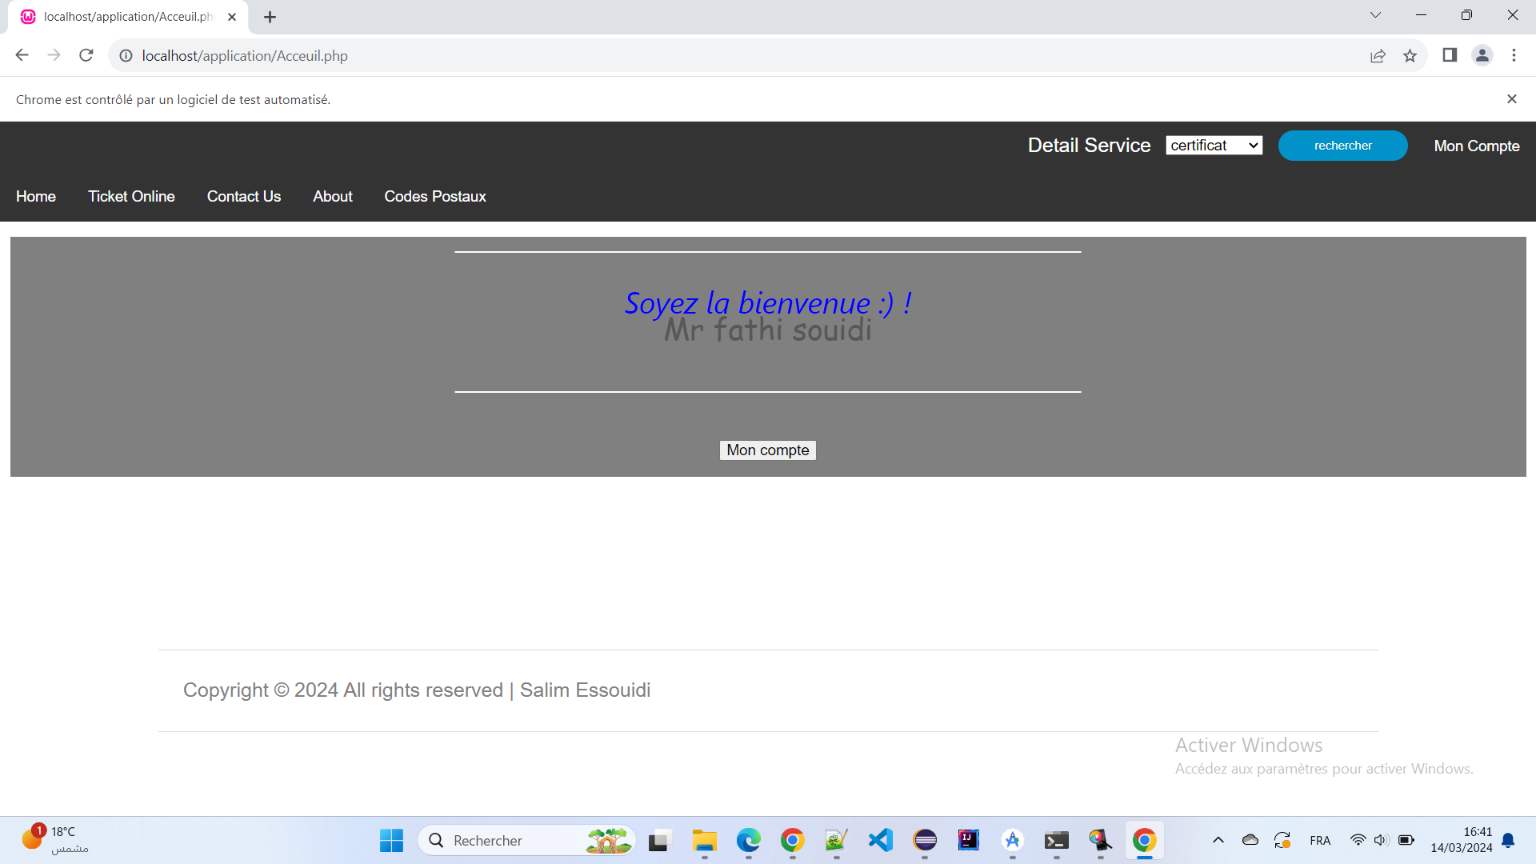 localhost/application/Acceuil.ph
localhost/application/Acceuil.php
Chrome est contrôlé par un logiciel de test automatisé.
Detail Service certificat rechercher Mon Compte
Home Ticket Online Contact Us About Codes Postaux
Soyez la bienvenue :) !
Mr fathi souidi
Mon compte
Copyright © 2024 All rights reserved | Salim Essouidi
Activer Windows
Accédez aux paramètres pour activer Windows.
1 18°C
مشمس
Rechercher
FRA
16:41
14/03/2024